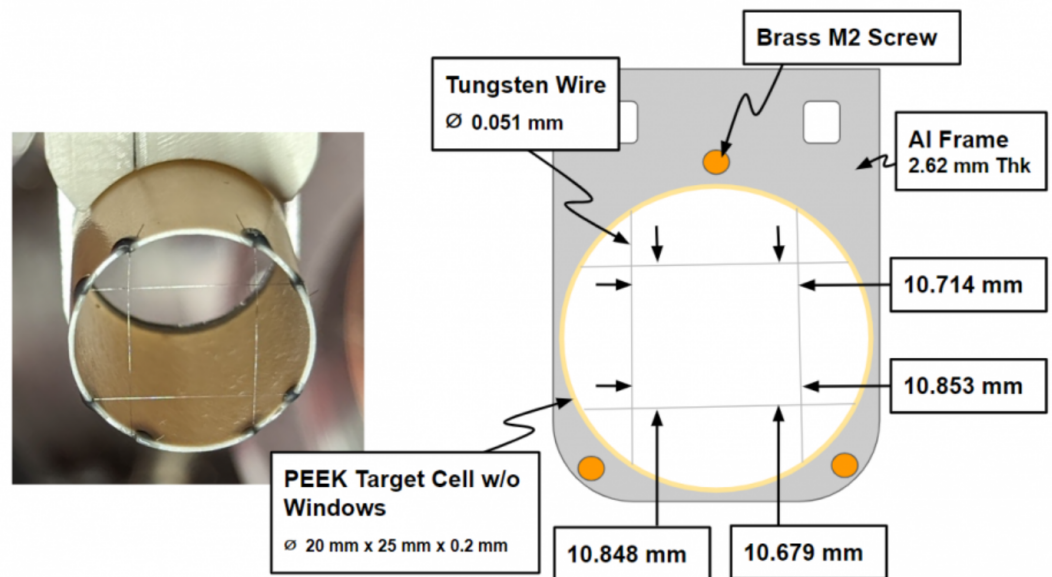 Brass M2 Screw
Tungsten Wire
Ø 0.051 mm
Al Frame
2.62 mm Thk
10.714 mm
10.853 mm
PEEK Target Cell w/o
Windows
Ø 20 mm x 25 mm x 0.2 mm
10.848 mm
10.679 mm